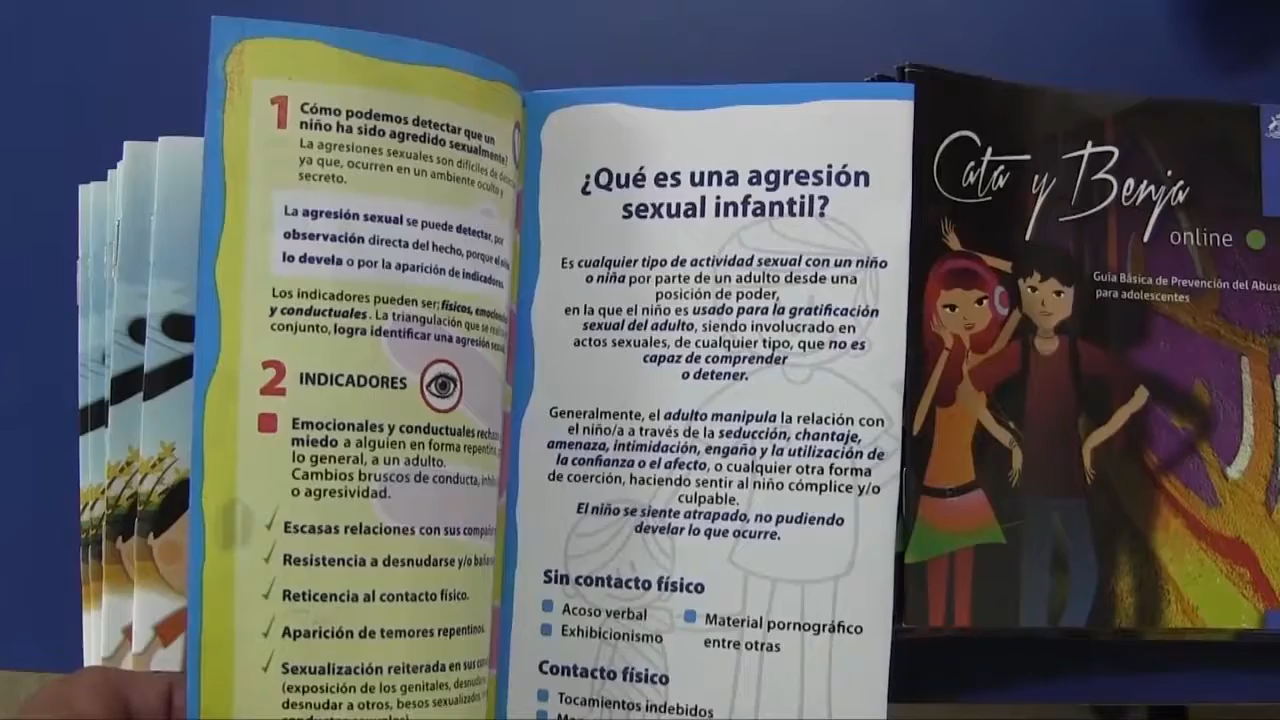 1 Cómo podemos detectar que un
niño ha sido agredido sexualmente?
La agresiones sexuales son difíciles de
ya que, ocurren en un ambiente oculto y
secreto.
La agresión sexual se puede detectar, por
observación directa del hecho, porque el
lo devela o por la aparición de indicadores.
Los indicadores pueden ser; físicos,
y conductuales. La triangulación que se
conjunto, logra identificar una agresión
2 INDICADORES
Emocionales y conductuales
miedo a alguien en forma
lo general, a un adulto.
Cambios bruscos de conducta,
o agresividad.
Escasas relaciones con sus
Resistencia a desnudarse y/o
Reticencia al contacto físico.
Aparición de temores repentinos.
Sexualización reiterada en sus
(exposición de los genitales,
desnudar a otros, besos
¿Qué es una agresión
sexual infantil?
Es cualquier tipo de actividad sexual con un niño
o niña por parte de un adulto desde una
posición de poder,
en la que el niño es usado para la gratificación
sexual del adulto, siendo involucrado en
actos sexuales, de cualquier tipo, que no es
capaz de comprender
o detener.
Generalmente, el adulto manipula la relación con
el niño/a a través de la seducción, chantaje,
amenaza, intimidación, engaño y la utilización de
la confianza o el afecto, o cualquier otra forma
de coerción, haciendo sentir al niño cómplice y/o
culpable.
El niño se siente atrapado, no pudiendo
develar lo que ocurre.
Sin contacto físico
Acoso verbal
Exhibicionismo
Material pornográfico
entre otras
Contacto físico
Tocamientos indebidos
Cata y Benja
online
Guía Básica de Prevención del
para adolescentes